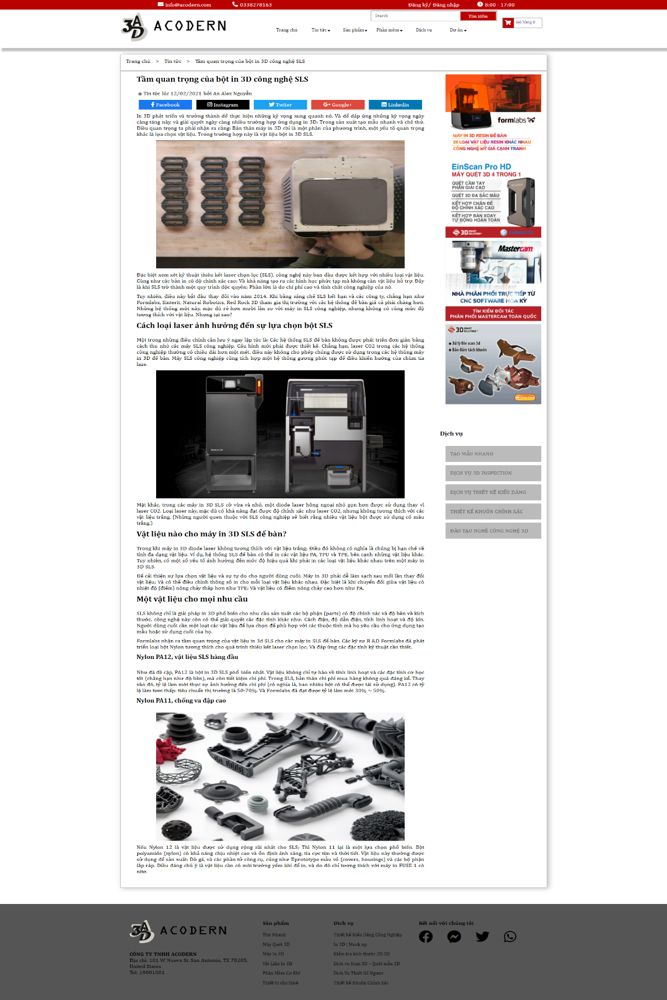 info@acodern.com 0338278163 Đăng ký/ Đăng nhập 8:00 - 17:00
3AD ACODERN
Search Tìm kiếm
Giỏ hàng 0
Trang chủ Tin tức Sản phẩm Phần mềm Dịch vụ Dự án
Trang chủ > Tin tức > Tầm quan trọng của bột in 3D công nghệ SLS
Tầm quan trọng của bột in 3D công nghệ SLS
Tin tức lúc 12/02/2021 bởi An Alex Nguyễn
Facebook Instagram Twiter Google+ Linkedin
In 3D phát triển và trưởng thành để thực hiện những kỳ vọng xung quanh nó. Và để đáp ứng những kỳ vọng ngày
càng tăng này, và giải quyết ngày càng nhiều trường hợp ứng dụng in 3D: Trong sản xuất tạo mẫu nhanh và chế thử.
Điều quan trọng ta phải nhận ra rằng: Bản thân máy in 3D chỉ là một phần của phương trình, một yếu tố quan trọng
khác là lựa chọn vật liệu. Trong trường hợp này là vật liệu bột in 3D SLS.
Đặc biệt xem xét kỹ thuật thiêu kết laser chọn lọc (SLS), công nghệ này ban đầu được kết hợp với nhiều loại vật liệu.
Cũng như các bản in có độ chính xác cao; Và khả năng tạo ra các hình học phức tạp mà không cần vật liệu hỗ trợ. Đấy
là khi SLS trở thành một quy trình độc quyền; Phần lớn là do chi phí cao và tính chất công nghiệp của nó.
Tuy nhiên, điều này bắt đầu thay đổi vào năm 2014. Khi bằng sáng chế SLS hết hạn và các công ty, chẳng hạn như
Formlabs, Sinterit, Natural Robotics, Red Rock 3D tham gia thị trường với các hệ thống để bàn giá cả phải chăng hơn.
Những hệ thống mới này, mặc dù rẻ hơn mười lần so với máy in SLS công nghiệp, nhưng không có cùng mức độ
tương thích với vật liệu. Nhưng tại sao?
Cách loại laser ảnh hưởng đến sự lựa chọn bột SLS
Một trong những điều chỉnh cần lưu ý ngay lập tức là: Các hệ thống SLS để bàn không được phát triển đơn giản bằng
cách thu nhỏ các máy SLS công nghiệp. Cấu hình mới phải được thiết kế. Chẳng hạn, laser CO2 trong các hệ thống
công nghiệp thường có chiều dài hơn một mét, điều này không cho phép chúng được sử dụng trong các hệ thống máy
in 3D để bàn. Máy SLS công nghiệp cũng tích hợp một hệ thống gương phức tạp để điều khiển hướng của chùm tia
laze.
Mặt khác, trong các máy in 3D SLS cỡ vừa và nhỏ, một diode laser hồng ngoại nhỏ gọn hơn được sử dụng thay vì
laser CO2. Loại laser này, mặc dù có khả năng đạt được độ chính xác như laser CO2, nhưng không tương thích với các
vật liệu trắng. (Những người quen thuộc với SLS công nghiệp sẽ biết rằng nhiều vật liệu bột được sử dụng có màu
trắng.)
Vật liệu nào cho máy in 3D SLS để bàn?
Trong khi máy in 3D diode laser không tương thích với vật liệu trắng; Điều đó không có nghĩa là chúng bị hạn chế về
tính đa dạng vật liệu. Ví dụ, hệ thống SLS để bàn có thể in các vật liệu PA, TPU và TPE, bên cạnh những vật liệu khác.
Tuy nhiên, có một số yếu tố ảnh hưởng đến mức độ hiệu quả khi phải in các loại vật liệu khác nhau trên một máy in
3D SLS.
Để cải thiện sự lựa chọn vật liệu và sự tự do cho người dùng cuối: Máy in 3D phải dễ làm sạch sau mỗi lần thay đổi
vật liệu; Và có thể điều chỉnh thông số in cho mỗi loại vật liệu khác nhau. Đặc biệt là khi chuyển đổi giữa vật liệu có
nhiệt độ (điểm) nóng chảy thấp hơn như TPE; Và vật liệu có điểm nóng chảy cao hơn như PA.
Một vật liệu cho mọi nhu cầu
SLS không chỉ là giải pháp in 3D phổ biến cho nhu cầu sản xuất các bộ phận (parts) có độ chính xác và độ bền về kích
thước. công nghệ này còn có thể giải quyết các đặc tính khác như: Cách điện, độ dẫn điện, tính linh hoạt và độ kín.
Người dùng cuối cần một loạt các vật liệu để lựa chọn để phù hợp với các thuộc tính mà họ yêu cầu cho ứng dụng tạo
mẫu hoặc sử dụng cuối của họ.
Formlabs nhận ra tầm quan trọng của vật liệu in 3d SLS cho các máy in SLS để bàn. Các kỹ sư R &D Formlabs đã phát
triển loại bột Nylon tương thích cho quá trình thiêu kết laser chọn lọc; Và đáp ứng các đặc tính kỹ thuật cần thiết.
Nylon PA12, vật liệu SLS hàng đầu
Như đã đề cập, PA12 là bột in 3D SLS phổ biến nhất. Vật liệu không chỉ tự hào về tính linh hoạt và các đặc tính cơ học
tốt (chẳng hạn như độ bền), mà còn tiết kiệm chi phí. Trong SLS, bản thân chi phí mua hàng không quá đáng kể. Thay
vào đó, tỷ lệ làm mới thực sự ảnh hưởng đến chi phí (có nghĩa là, bao nhiêu bột có thể được tái sử dụng). PA12 có tỷ
lệ làm tươi thấp: tiêu chuẩn thị trường là 50-70%. Và Formlabs đã đạt được tỷ lệ làm mới 30% ~ 50%.
Nylon PA11, chống va đập cao
Nếu Nylon 12 là vật liệu được sử dụng rộng rãi nhất cho SLS; Thì Nylon 11 lại là một lựa chọn phổ biến. Bột
polyamide (nylon) có khả năng chịu nhiệt cao và ổn định ánh sáng, tia cực tím và thời tiết. Vật liệu này thường được
sử dụng để sản xuất: Đồ gá, và các phần tử công cụ, cũng như prototype mẫu vỏ (covers, housings) và các bộ phận
lắp ráp. Điều đáng chú ý là vật liệu cần có môi trường yếm khí để in, và do đó chỉ tương thích với máy in FUSE 1 có
nitơ.
formlabs
MÁY IN 3D RESIN ĐỂ BÀN
26 LOẠI VẬT LIỆU RESIN KHÁC NHAU
CÔNG NGHỆ MỸ GIÁ CẠNH TRANH
EinScan Pro HD
MÁY QUÉT 3D 4 TRONG 1
QUÉT CẦM TAY
PHÂN GIẢI CAO
QUÉT 3D ĐA SẮC MÀU
KẾT HỢP CHÂN ĐẾ
ĐỘ CHÍNH XÁC CAO
KẾT HỢP BÀN XOAY
TỰ ĐỘNG HOÀN TOÀN
3DSMART SOLUTIONS SHINING 3D
Mastercam
NHÀ PHÂN PHỐI TRỰC TIẾP TỪ
CNC SOFTWARE HOA KỲ
TÌM KIẾM ĐỐI TÁC
PHÂN PHỐI MASTERCAM TOÀN QUỐC
3DSMART SOLUTIONS
Xử lý file scan 3d
Bảo đảm tách khuôn
Click Here
Dịch vụ
TẠO MẪU NHANH
DỊCH VỤ 3D INSPECTION
DỊCH VỤ THIẾT KẾ KIỂU DÁNG
THIẾT KẾ KHUÔN CHÍNH XÁC
ĐÀO TẠO NGHỀ CÔNG NGHỆ 3D
3AD ACODERN
CÔNG TY TNHH ACODERN
Địa chỉ: 101 W Nueva St, San Antonio, TX 78205,
United States
Tel: 19001001
Sản phẩm
Tìm Nhanh
Máy Quét 3D
Máy In 3D
Vật Liệu In 3D
Phần Mềm Cơ Khí
Thiết bị cho thuê
Dịch vụ
Thiết Kế Kiểu Dáng Công Nghiệp
In 3D | Mock up
Kiểm tra kích thước 2D 3D
Dịch vụ Scan 3D – Quét mẫu 3D
Dịch Vụ Thiết Kế Ngược
Thiết Kế Khuôn Chính Xác
Kết nối với chúng tôi